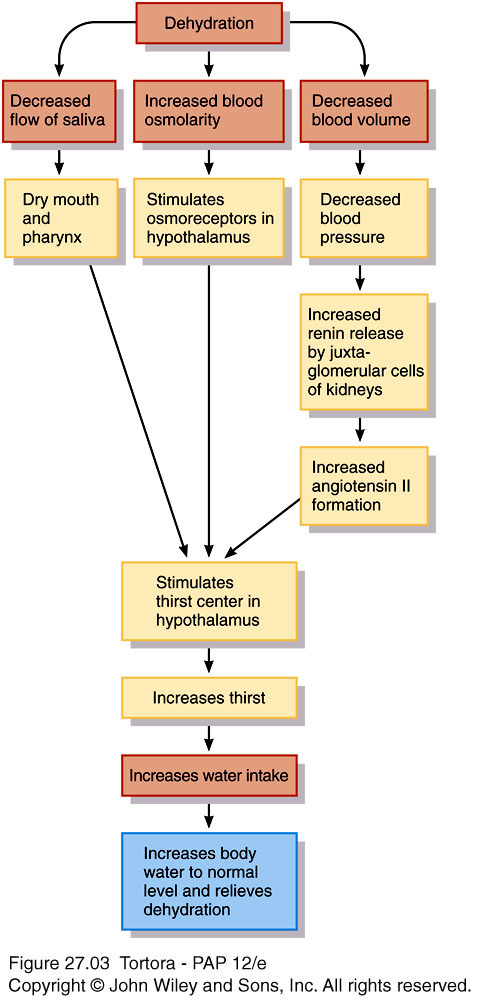 Dehydration
Decreased
flow of saliva
Increased blood
osmolarity
Decreased
blood volume
Dry mouth
and
pharynx
Stimulates
osmoreceptors in
hypothalamus
Decreased
blood
pressure
Increased
renin release
by juxta-
glomerular cells
of kidneys
Increased
angiotensin II
formation
Stimulates
thirst center in
hypothalamus
Increases thirst
Increases water intake
Increases body
water to normal
level and relieves
dehydration
Figure 27.03 Tortora - PAP 12/e
Copyright © John Wiley and Sons, Inc. All rights reserved.